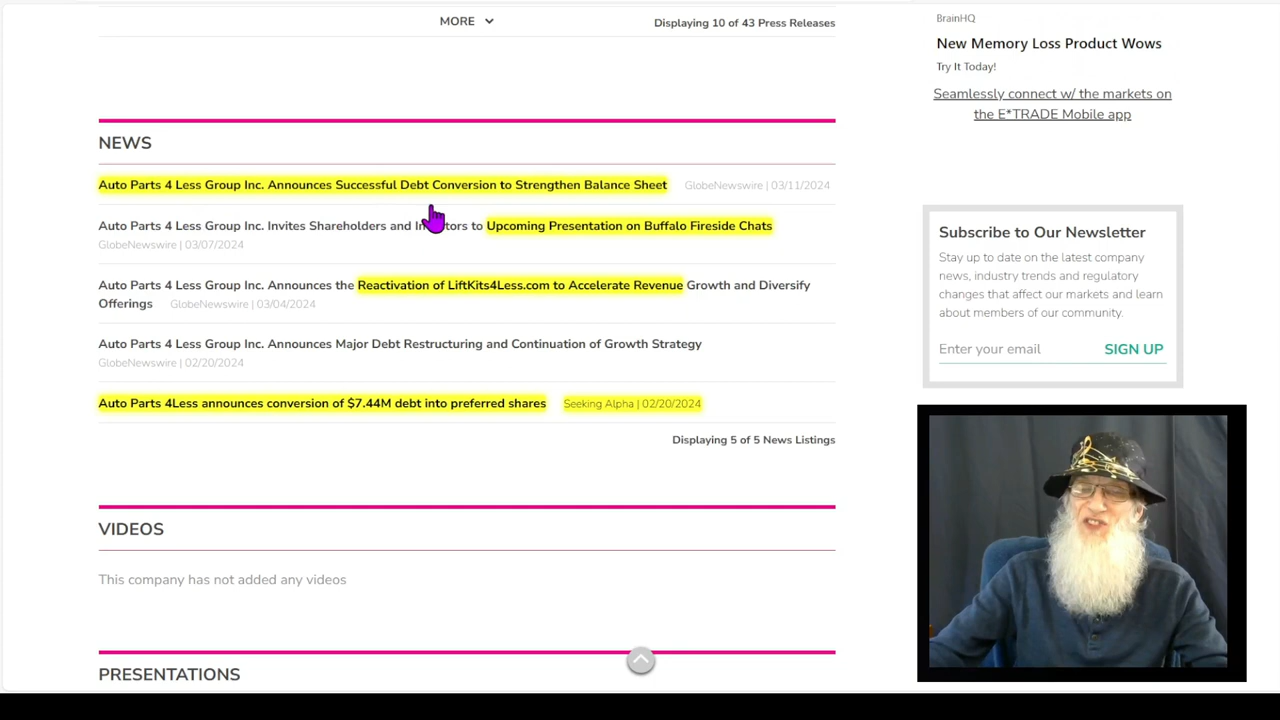 MORE
Displaying 10 of 43 Press Releases
NEWS
Auto Parts 4 Less Group Inc. Announces Successful Debt Conversion to Strengthen Balance Sheet GlobeNewswire | 03/11/2024
Auto Parts 4 Less Group Inc. Invites Shareholders and to Upcoming Presentation on Buffalo Fireside Chats
GlobeNewswire | 03/07/2024
Auto Parts 4 Less Group Inc. Announces the Reactivation of LiftKits4Less.com to Accelerate Revenue Growth and Diversify
Offerings GlobeNewswire | 03/04/2024
Auto Parts 4 Less Group Inc. Announces Major Debt Restructuring and Continuation of Growth Strategy
GlobeNewswire | 02/20/2024
Auto Parts 4Less announces conversion of $7.44M debt into preferred shares Seeking Alpha | 02/20/2024
Displaying 5 of 5 News Listings
VIDEOS
This company has not added any videos
PRESENTATIONS
BrainHQ
New Memory Loss Product Wows
Try It Today!
Seamlessly connect w/ the markets on
the E*TRADE Mobile app
Subscribe to Our Newsletter
Stay up to date on the latest company
news, industry trends and regulatory
changes that affect our markets and learn
about members of our community.
Enter your email SIGN UP